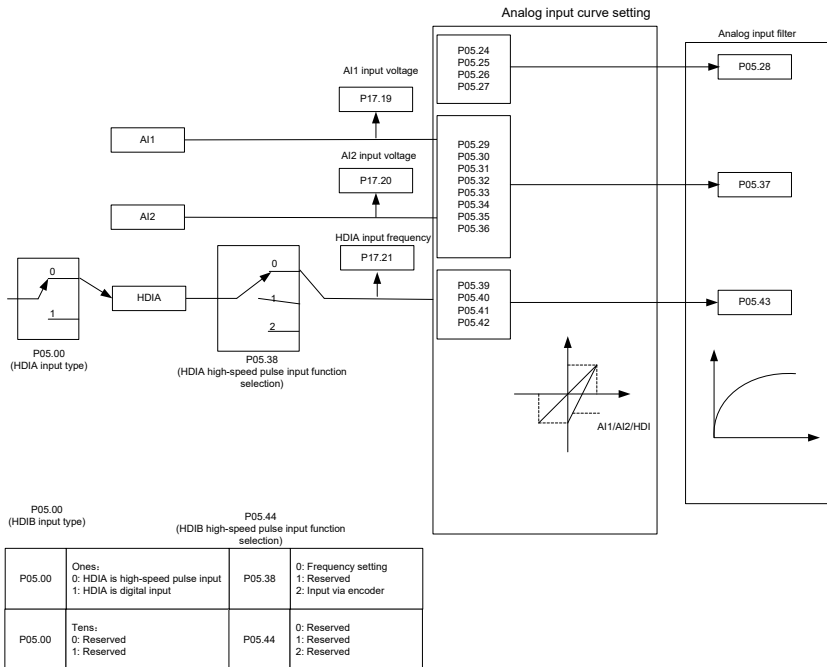 Analog input curve setting
Analog input filter
P05.24
P05.25
P05.26
P05.27
P05.28
AI1 input voltage
P17.19
AI1
P05.29
P05.30
P05.31
P05.32
P05.33
P05.34
P05.35
P05.36
AI2 input voltage
P17.20
P05.37
AI2
HDIA input frequency
P17.21
0
1
HDIA
0
1
2
P05.39
P05.40
P05.41
P05.42
P05.43
P05.00
(HDIA input type)
P05.38
(HDIA high-speed pulse input function
selection)
AI1/AI2/HDI
P05.00
(HDIB input type)
P05.44
(HDIB high-speed pulse input function
selection)
P05.00
Ones:
0: HDIA is high-speed pulse input
1: HDIA is digital input
P05.38
0: Frequency setting
1: Reserved
2: Input via encoder
P05.00
Tens:
0: Reserved
1: Reserved
P05.44
0: Reserved
1: Reserved
2: Reserved